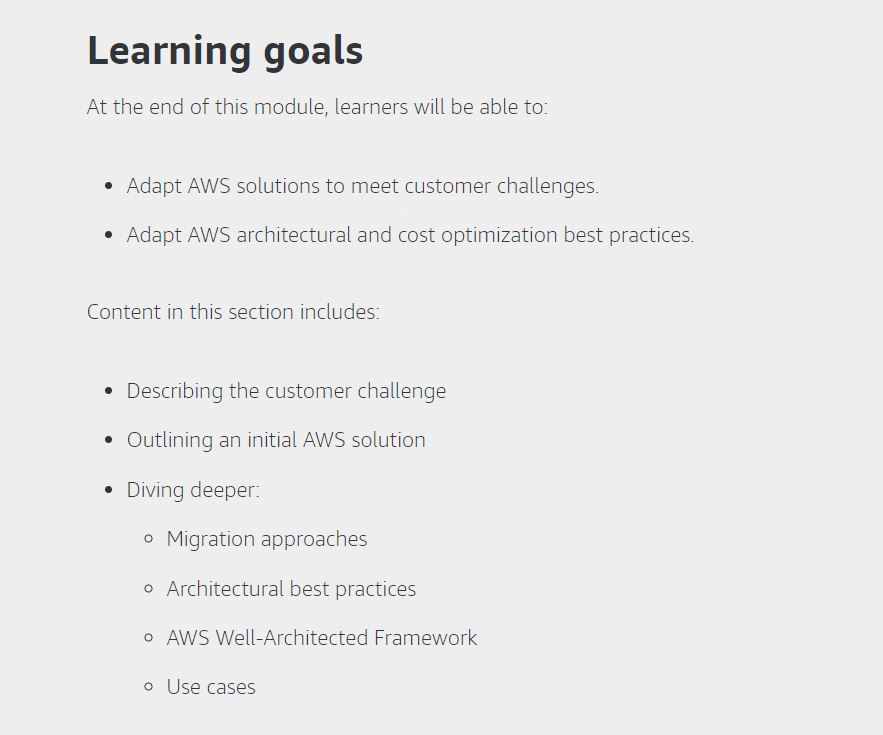 Learning goals
At the end of this module, learners will be able to:
• Adapt AWS solutions to meet customer challenges.
• Adapt AWS architectural and cost optimization best practices.
Content in this section includes:
• Describing the customer challenge
• Outlining an initial AWS solution
• Diving deeper:
◦ Migration approaches
◦ Architectural best practices
◦ AWS Well-Architected Framework
◦ Use cases